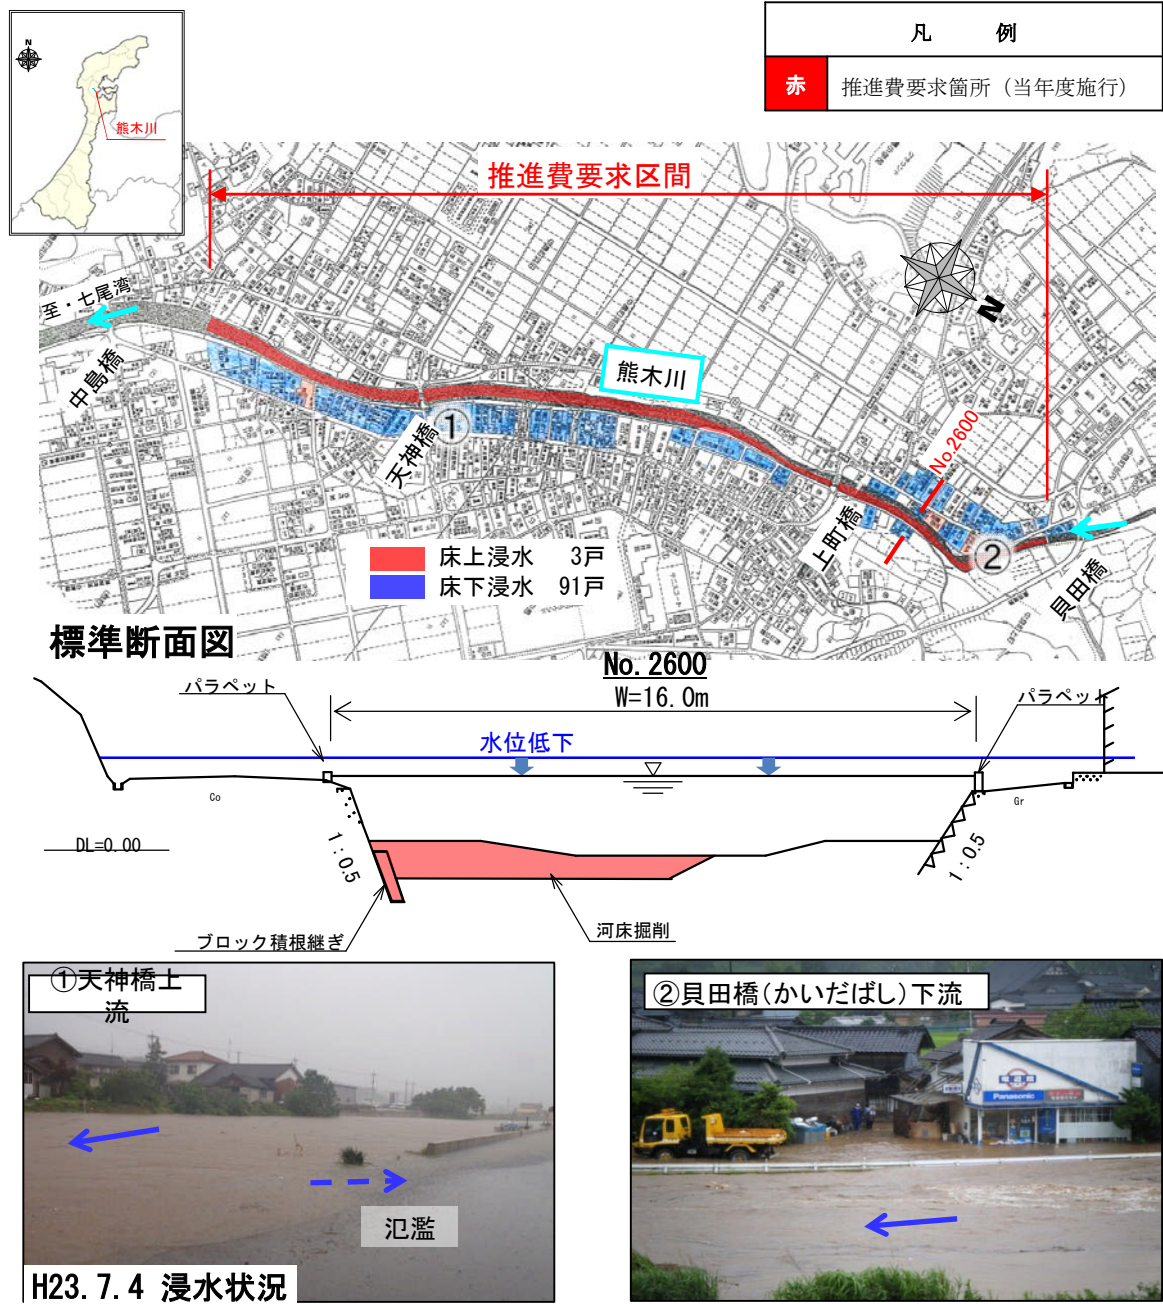 凡　例
赤
推進費要求箇所（当年度施行）
N
熊木川
推進費要求区間
至・七尾湾
中島橋
天神橋
①
熊木川
No.2600
上町橋
②
貝田橋
N
床上浸水　3戸
床下浸水　91戸
標準断面図
No.2600
W=16.0m
パラペット
パラペット
水位低下
Co
Gr
DL=0.00
1：0.5
1：0.5
ブロック積根継ぎ
河床掘削
①天神橋上
流
氾濫
H23.7.4 浸水状況
②貝田橋(かいだばし)下流
Panasonic